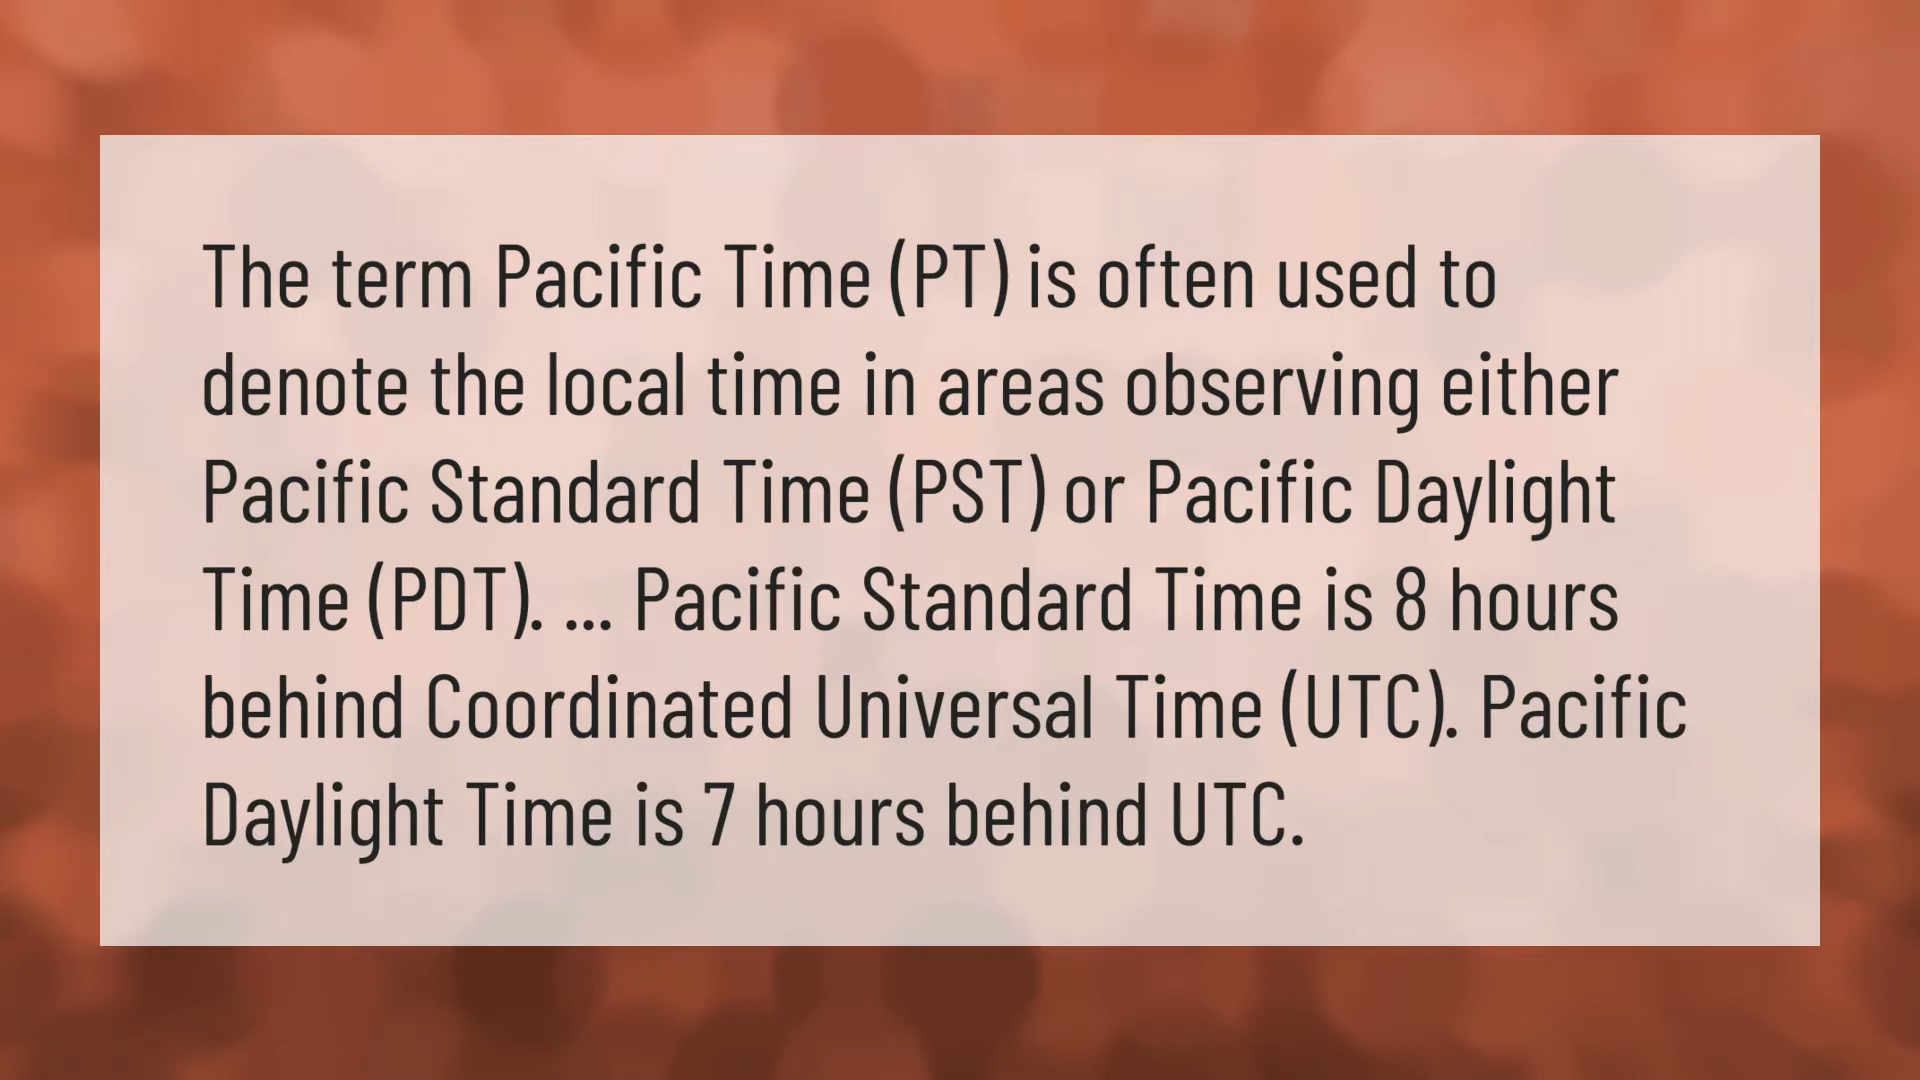 The term Pacific Time (PT) is often used to
denote the local time in areas observing either
Pacific Standard Time (PST) or Pacific Daylight
Time (PDT). ... Pacific Standard Time is 8 hours
behind Coordinated Universal Time (UTC). Pacific
Daylight Time is 7 hours behind UTC.